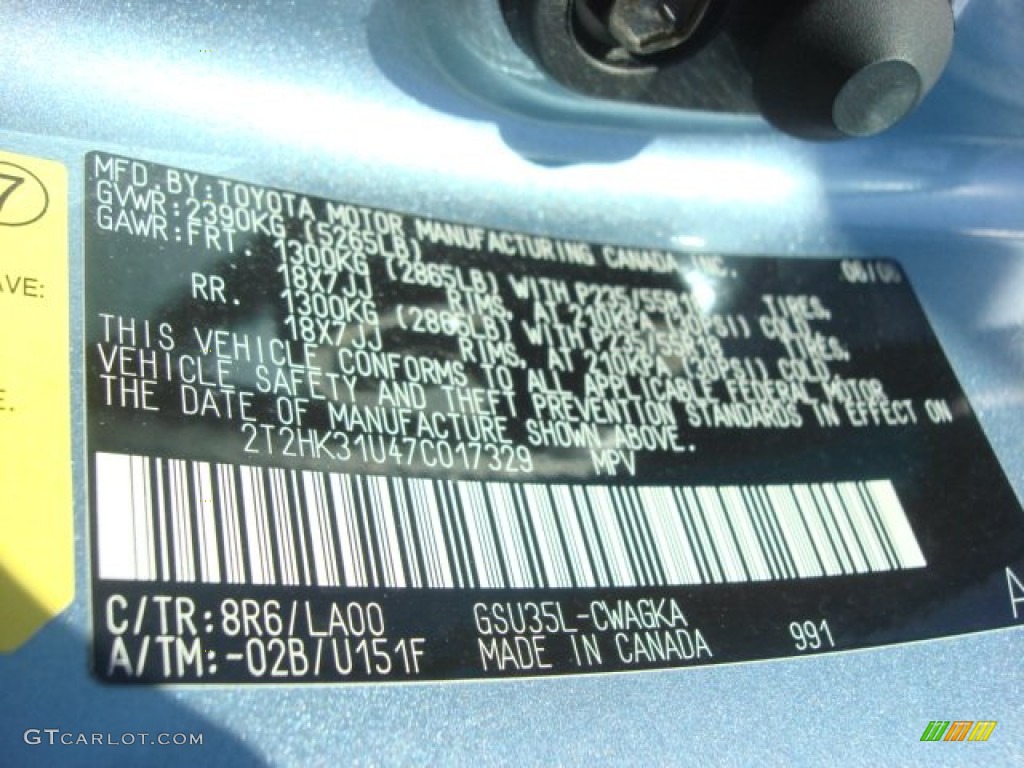 7
AVE:
E.
MFD. BY: TOYOTA MOTOR MANUFACTURING CANADA, INC. 06/06
GVWR: 2390KG (5265LB)
GAWR: FRT. 1300KG (2865LB) WITH P235/55R18 TIRES,
18X7JJ RIMS, AT 210KPA (30PSI) COLD.
RR. 1300KG (2865LB) WITH P235/55R18 TIRES,
18X7JJ RIMS, AT 210KPA (30PSI) COLD.
THIS VEHICLE CONFORMS TO ALL APPLICABLE FEDERAL MOTOR
VEHICLE SAFETY AND THEFT PREVENTION STANDARDS IN EFFECT ON
THE DATE OF MANUFACTURE SHOWN ABOVE.
2T2HK31U47C017329 MPV
C/TR: 8R6/LA00 GSU35L-CWAGKA
A/TM: -02B/U151F MADE IN CANADA 991 A
GTCARLOT.COM